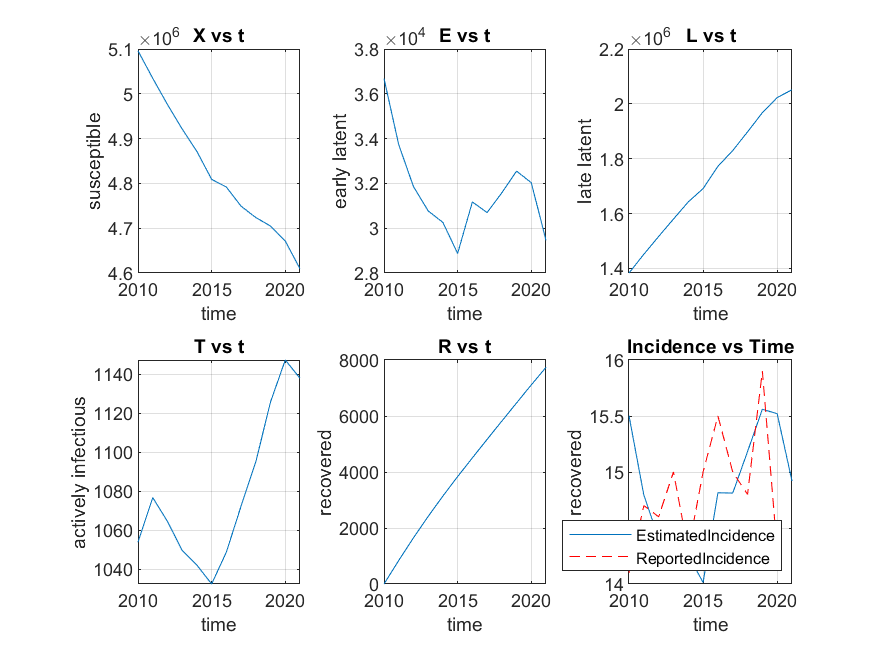 ×10^6 X vs t
5.1
5
4.9
4.8
4.7
4.6
susceptible
2010 2015 2020
time
×10^4 E vs t
3.8
3.6
3.4
3.2
3
2.8
early latent
2010 2015 2020
time
×10^6 L vs t
2.2
2
1.8
1.6
1.4
late latent
2010 2015 2020
time
T vs t
1140
1120
1100
1080
1060
1040
actively infectious
2010 2015 2020
time
R vs t
8000
6000
4000
2000
0
recovered
2010 2015 2020
time
Incidence vs Time
16
15.5
15
14
recovered
EstimatedIncidence
ReportedIncidence
2010 2015 2020
time